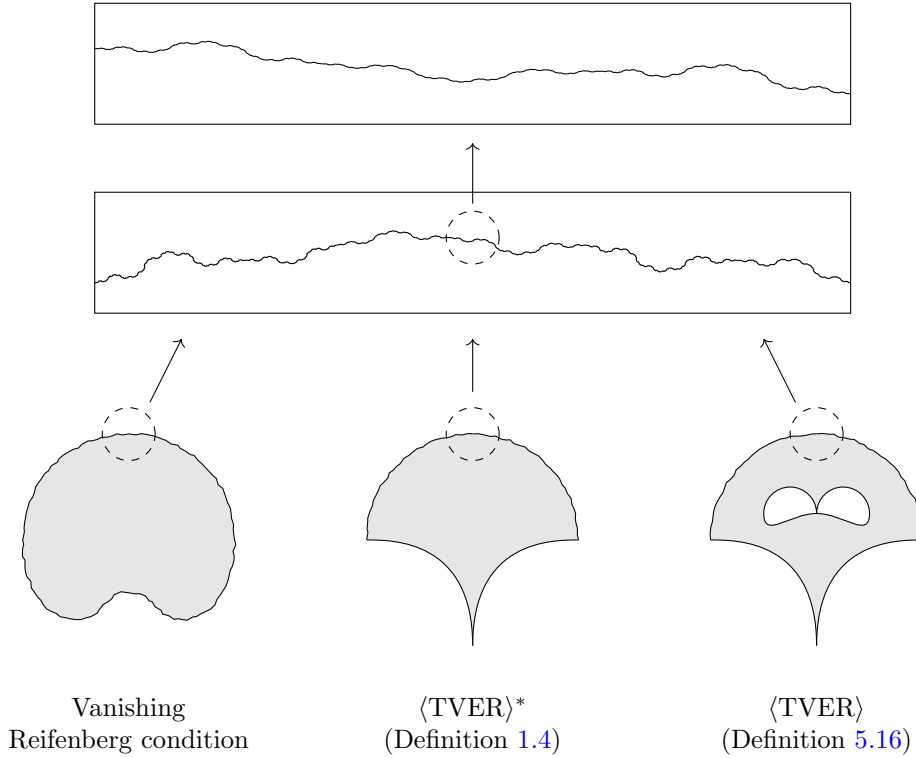 Vanishing
Reifenberg condition
⟨TVER⟩*
(Definition 1.4)
⟨TVER⟩
(Definition 5.16)